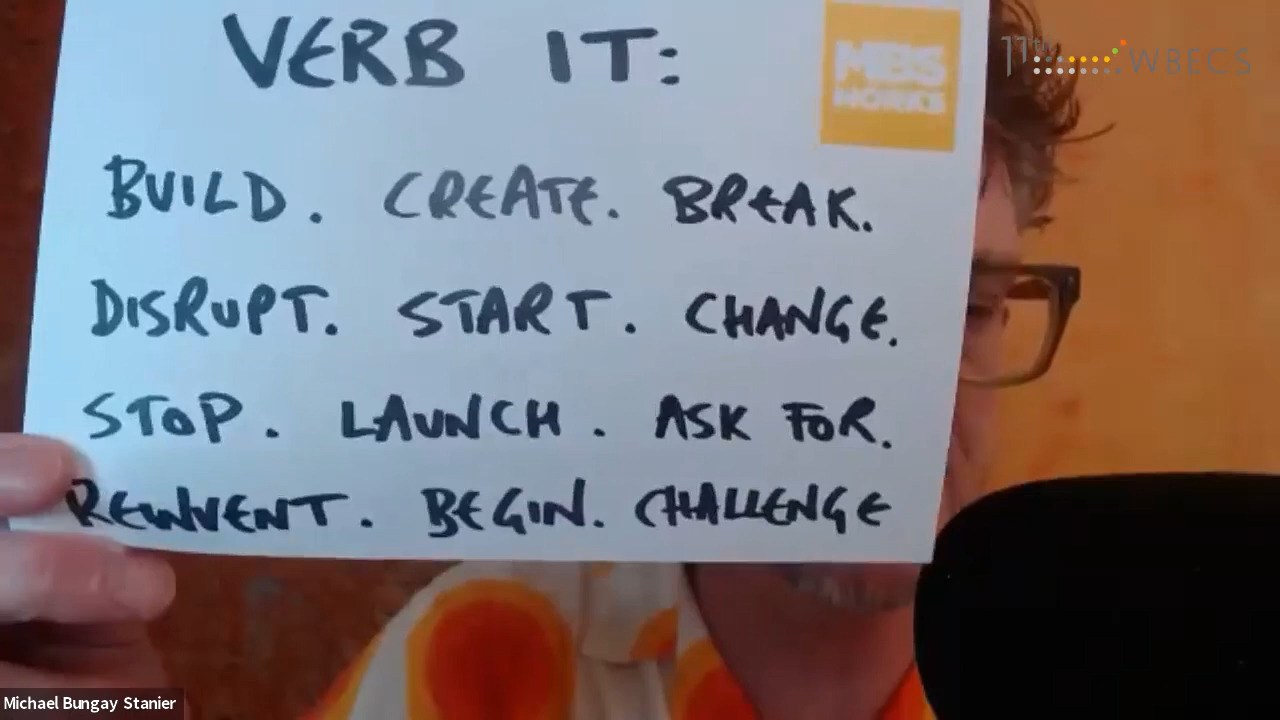 VERB IT:
MBS
WORKS
11th WBECS
BUILD. CREATE. BREAK.
DISRUPT. START. CHANGE.
STOP. LAUNCH. ASK FOR.
REINVENT. BEGIN. CHALLENGE
Michael Bungay Stanier